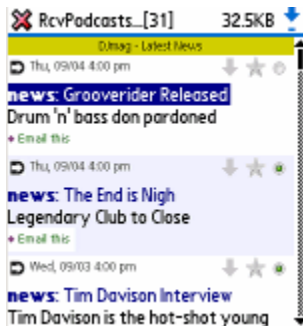 RcvPodcasts...[31] 32.5KB
DJmag - Latest News
Thu, 09/04 4:00 pm
news: Grooverider Released
Drum 'n' bass don pardoned
+ Email this
Thu, 09/04 4:00 pm
news: The End is Nigh
Legendary Club to Close
+ Email this
Wed, 09/03 4:00 pm
news: Tim Davison Interview
Tim Davison is the hot-shot young